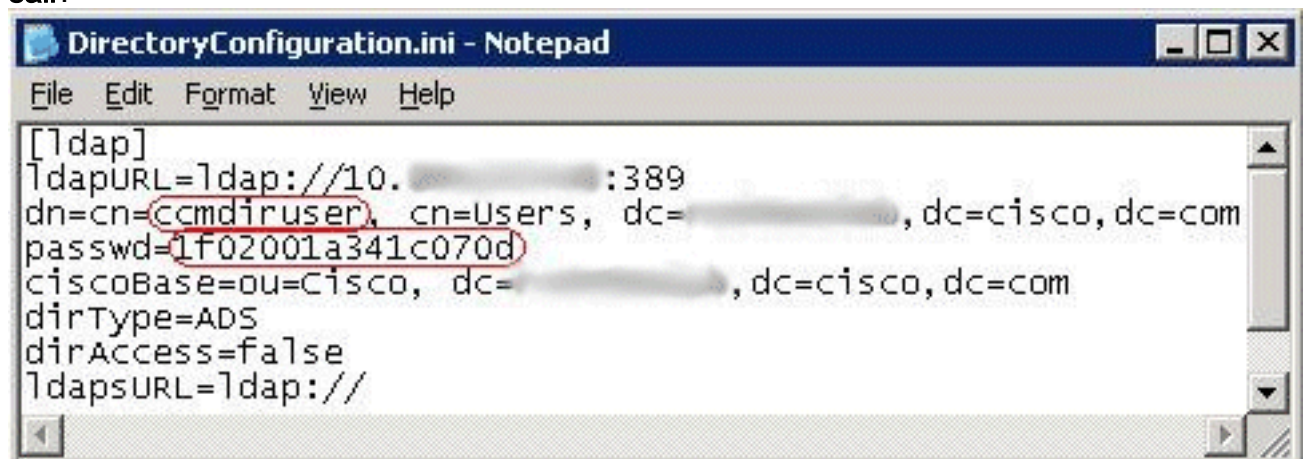 DirectoryConfiguration.ini - Notepad
File Edit Format View Help
[ldap]
ldapURL=ldap://10. :389
dn=cn=ccmdiruser, cn=Users, dc= ,dc=cisco,dc=com
passwd=1f02001a341c070d
ciscoBase=ou=Cisco, dc= ,dc=cisco,dc=com
dirType=ADS
dirAccess=false
ldapsURL=ldap://